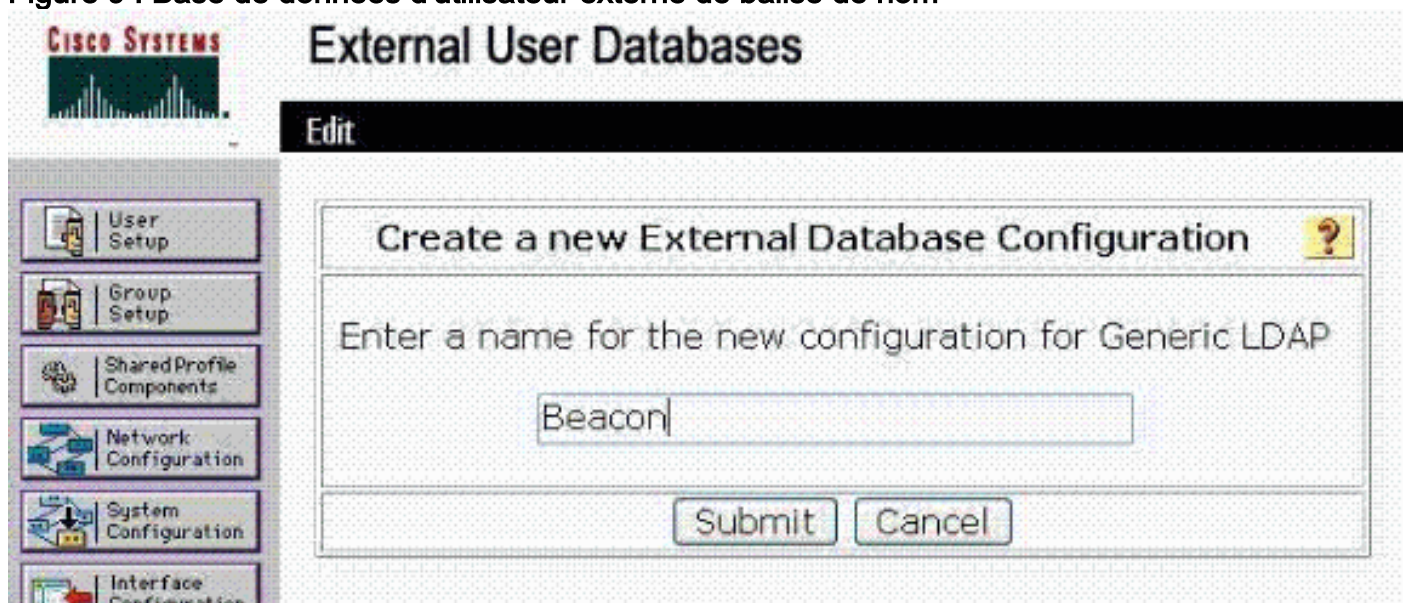 CISCO SYSTEMS
External User Databases
Edit
User
Setup
Group
Setup
Shared Profile
Components
Network
Configuration
System
Configuration
Interface
Configuration
Create a new External Database Configuration
?
Enter a name for the new configuration for Generic LDAP
Beacon
Submit
Cancel